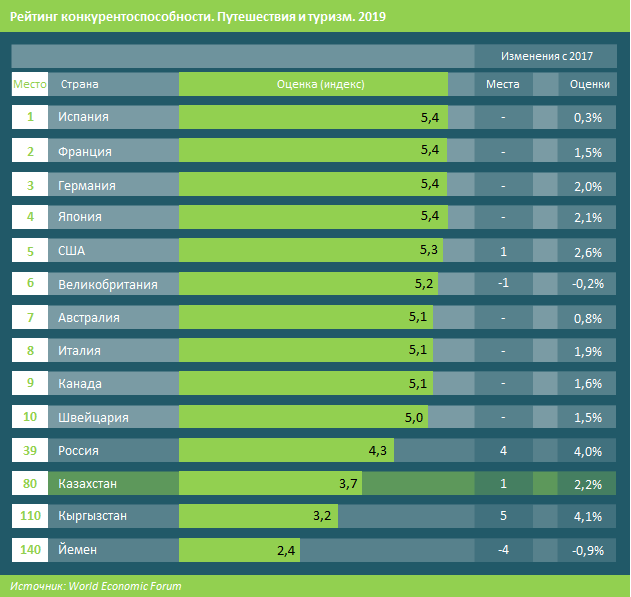 Рейтинг конкурентоспособности. Путешествия и туризм. 2019
Изменения с 2017
Место Страна Оценка (индекс) Места Оценки
1 Испания 5,4 - 0,3%
2 Франция 5,4 - 1,5%
3 Германия 5,4 - 2,0%
4 Япония 5,4 - 2,1%
5 США 5,3 1 2,6%
6 Великобритания 5,2 -1 -0,2%
7 Австралия 5,1 - 0,8%
8 Италия 5,1 - 1,9%
9 Канада 5,1 - 1,6%
10 Швейцария 5,0 - 1,5%
39 Россия 4,3 4 4,0%
80 Казахстан 3,7 1 2,2%
110 Кыргызстан 3,2 5 4,1%
140 Йемен 2,4 -4 -0,9%
Источник: World Economic Forum